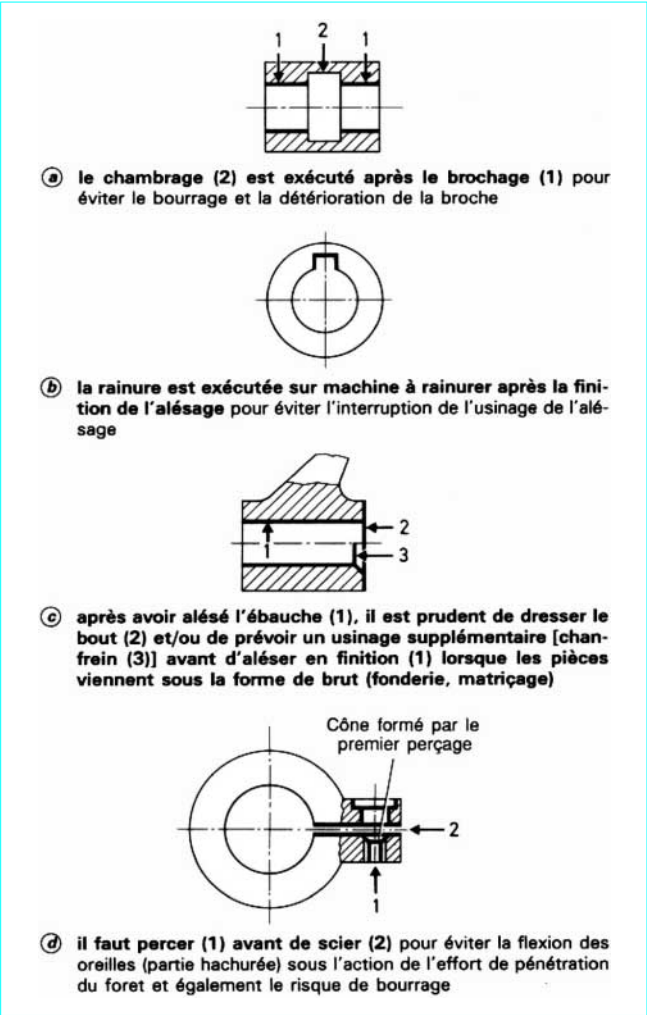 1 2 1
ⓐ le chambrage (2) est exécuté après le brochage (1) pour
éviter le bourrage et la détérioration de la broche
ⓑ la rainure est exécutée sur machine à rainurer après la fini-
tion de l'alésage pour éviter l'interruption de l'usinage de l'alé-
sage
2
1
3
ⓒ après avoir alésé l'ébauche (1), il est prudent de dresser le
bout (2) et/ou de prévoir un usinage supplémentaire [chan-
frein (3)] avant d'aléser en finition (1) lorsque les pièces
viennent sous la forme de brut (fonderie, matriçage)
Cône formé par le
premier perçage
2
1
ⓓ il faut percer (1) avant de scier (2) pour éviter la flexion des
oreilles (partie hachurée) sous l'action de l'effort de pénétration
du foret et également le risque de bourrage